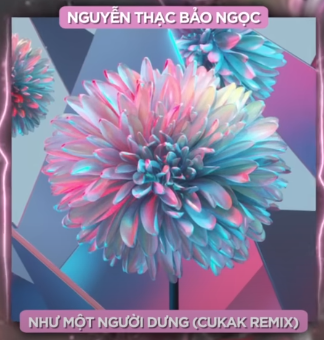 NGUYỄN THẠC BẢO NGỌC
NHƯ MỘT NGƯỜI DƯNG (CUKAK REMIX)